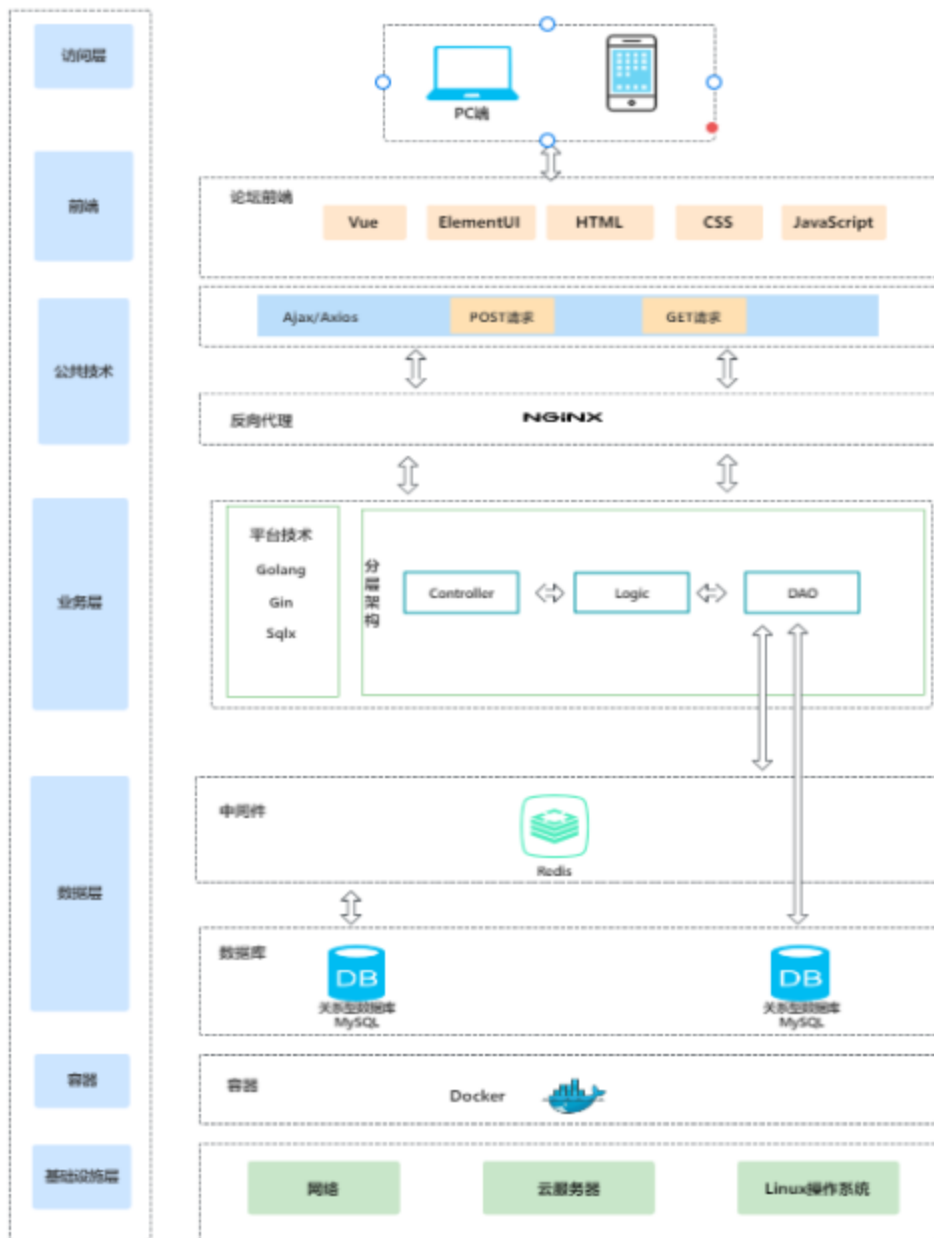 访问层
PC端
前端
论坛前端
Vue
ElementUI
HTML
CSS
JavaScript
公共技术
Ajax/Axios
POST请求
GET请求
反向代理
NGINX
业务层
平台技术
Golang
Gin
Sqlx
分层架构
Controller
Logic
DAO
数据层
中间件
Redis
数据库
DB
关系型数据库
MySQL
DB
关系型数据库
MySQL
容器
容器
Docker
基础设施层
网络
云服务器
Linux操作系统